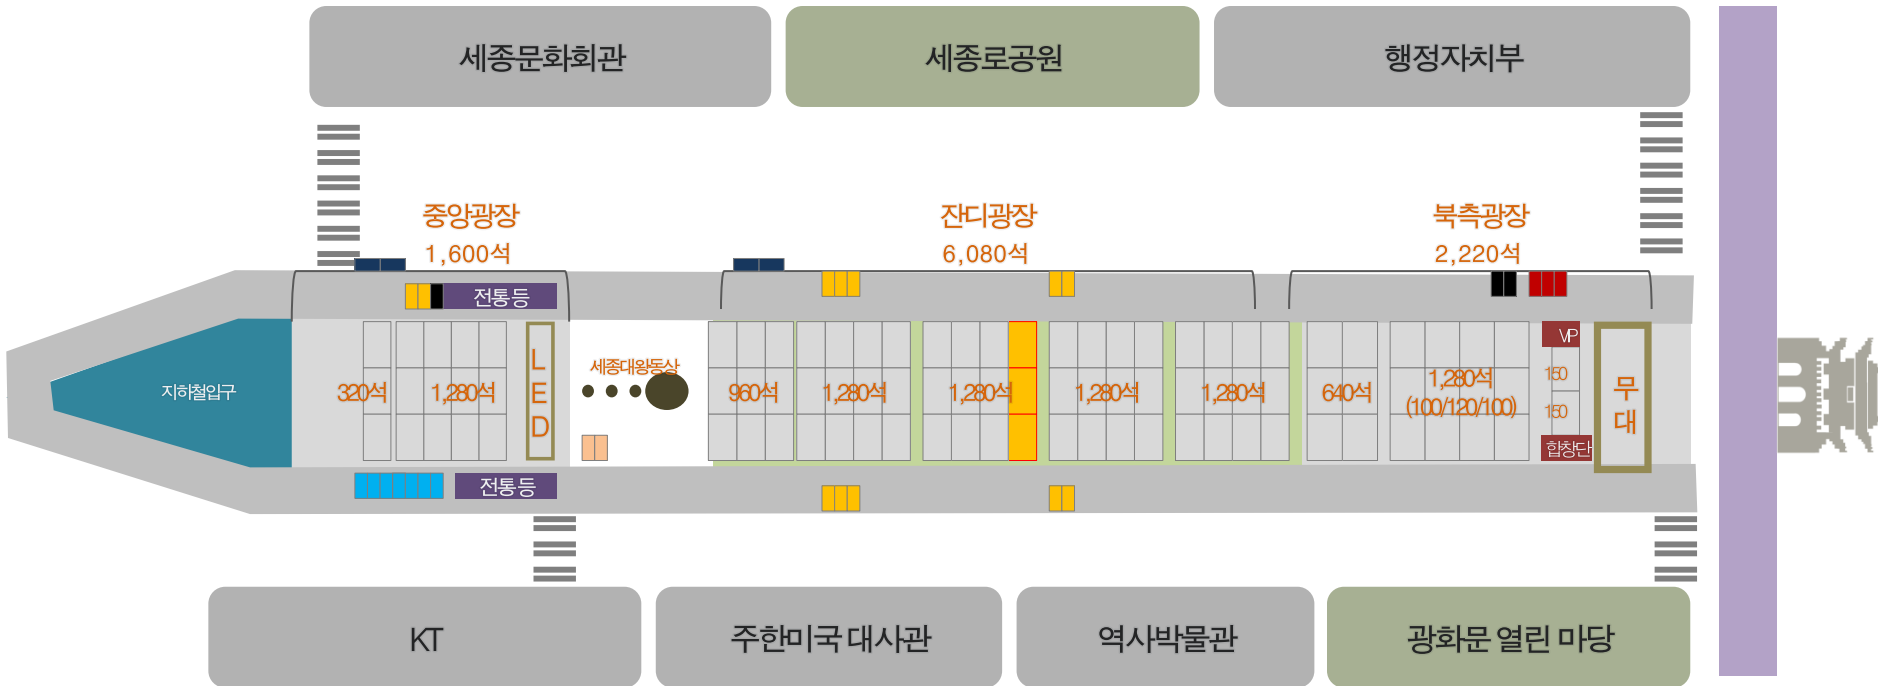 세종문화회관
세종로공원
행정자치부
중앙광장
1,600석
잔디광장
6,080석
북측광장
2,220석
전통등
VIP
지하철입구
320석
1,280석
LED
세종대왕동상
960석
1,280석
1,280석
1,280석
1,280석
640석
1,280석
(100/120/100)
150
150
무대
합창단
전통등
KT
주한미국 대사관
역사박물관
광화문 열린 마당